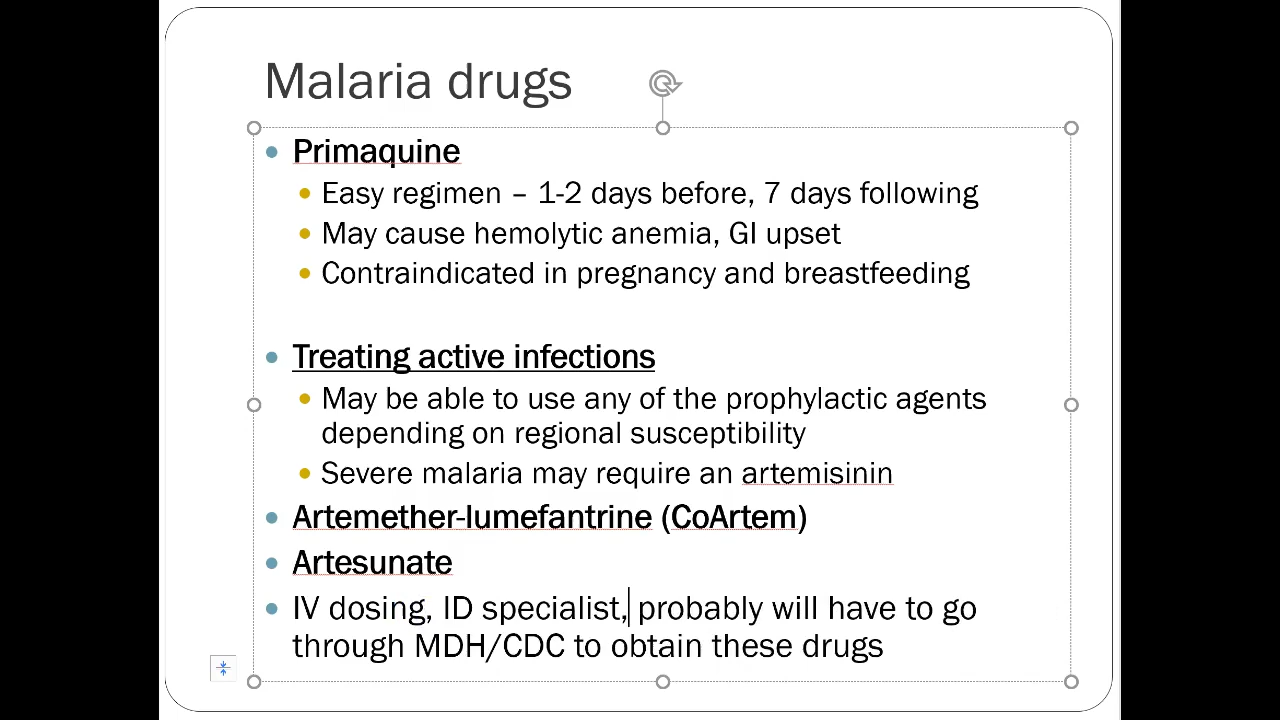 Malaria drugs
Primaquine
Easy regimen – 1-2 days before, 7 days following
May cause hemolytic anemia, GI upset
Contraindicated in pregnancy and breastfeeding
Treating active infections
May be able to use any of the prophylactic agents
depending on regional susceptibility
Severe malaria may require an artemisinin
Artemether-lumefantrine (CoArtem)
Artesunate
IV dosing, ID specialist, probably will have to go
through MDH/CDC to obtain these drugs